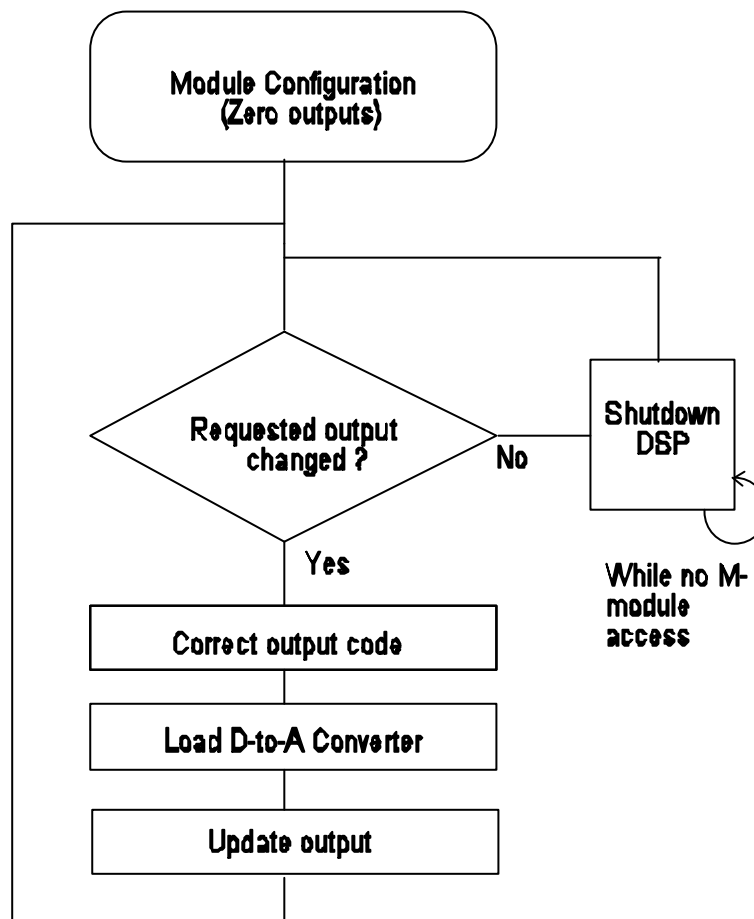 Module Configuration
(Zero outputs)
Requested output
changed ?
No
Shutdown
DSP
Yes
While no M-
module
access
Correct output code
Load D-to-A Converter
Update output